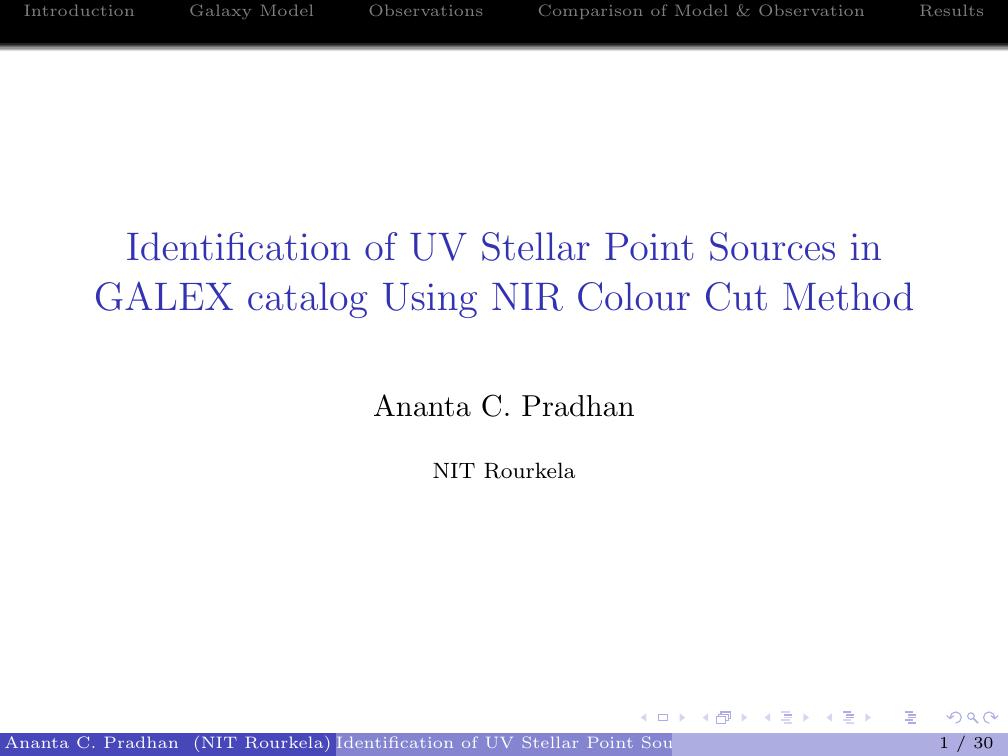 Introduction Galaxy Model Observations Comparison of Model & Observation Results
Identification of UV Stellar Point Sources in
GALEX catalog Using NIR Colour Cut Method
Ananta C. Pradhan
NIT Rourkela
Ananta C. Pradhan (NIT Rourkela) Identification of UV Stellar Point Sou 1 / 30